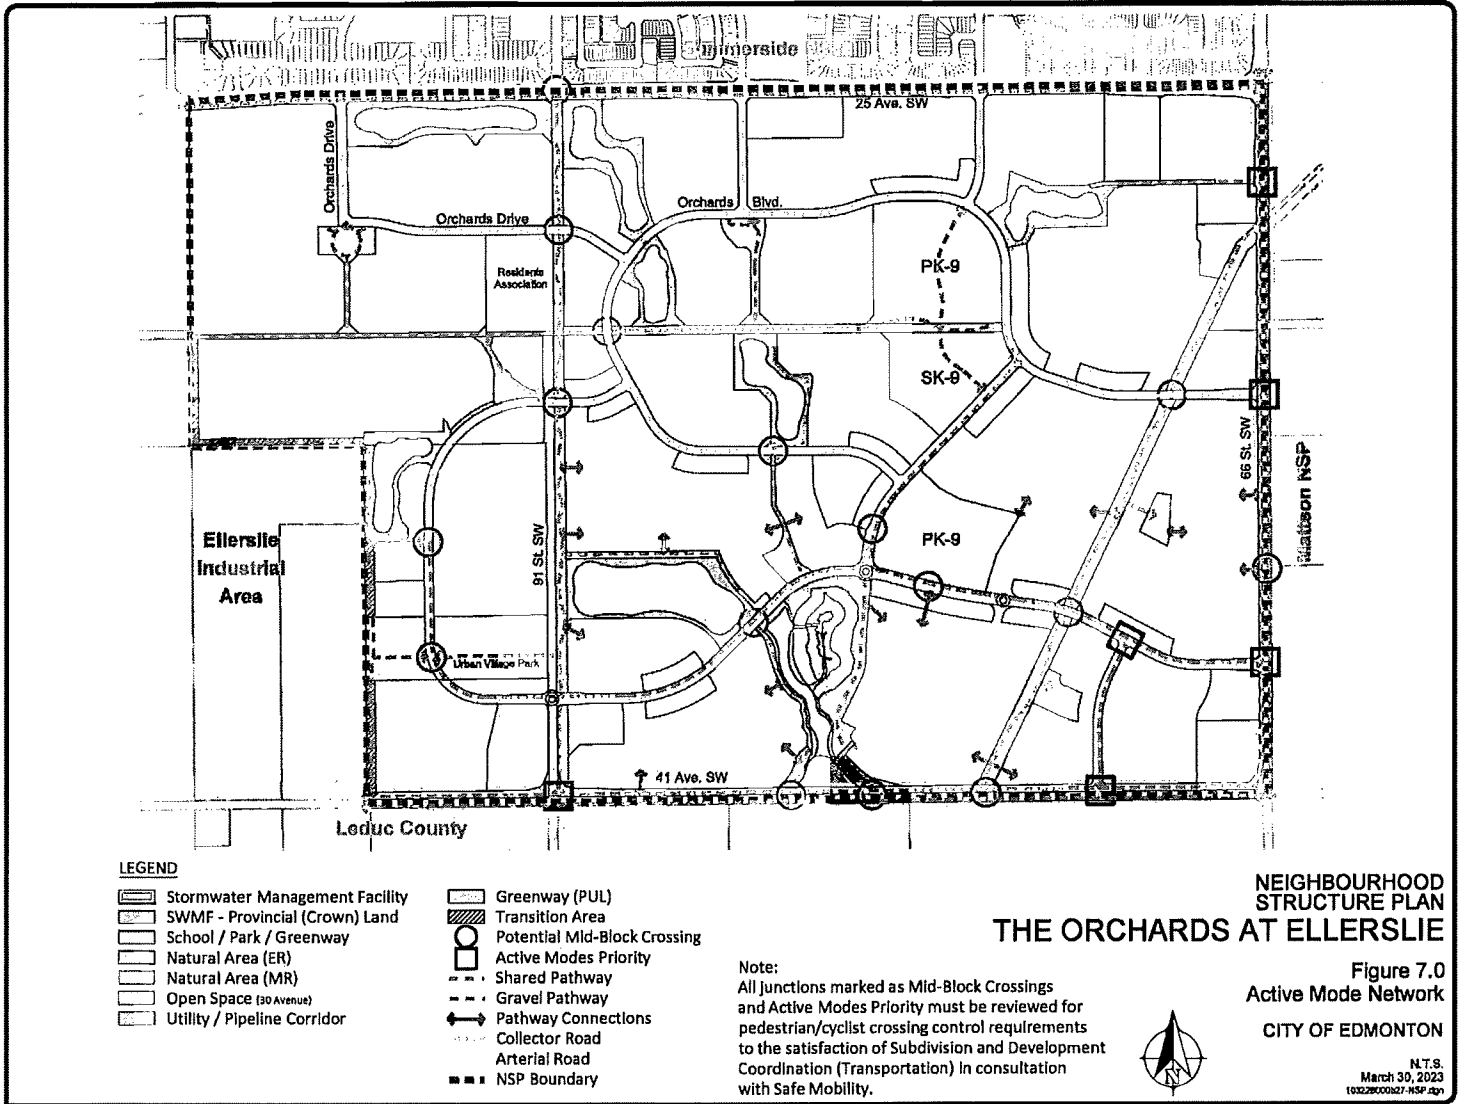 Summerside
25 Ave. SW
Orchards Drive
Orchards Blvd.
Orchards Drive
PK-9
Residents
Association
SK-9
66 St. SW
Mattson NSP
91 St. SW
PK-9
Ellerslie
Industrial
Area
Urban Village Park
41 Ave. SW
Leduc County
LEGEND
Stormwater Management Facility
SWMF - Provincial (Crown) Land
School / Park / Greenway
Natural Area (ER)
Natural Area (MR)
Open Space (30 Avenue)
Utility / Pipeline Corridor
Greenway (PUL)
Transition Area
Potential Mid-Block Crossing
Active Modes Priority
Shared Pathway
Gravel Pathway
Pathway Connections
Collector Road
Arterial Road
NSP Boundary
Note:
All junctions marked as Mid-Block Crossings
and Active Modes Priority must be reviewed for
pedestrian/cyclist crossing control requirements
to the satisfaction of Subdivision and Development
Coordination (Transportation) in consultation
with Safe Mobility.
N
NEIGHBOURHOOD
STRUCTURE PLAN
THE ORCHARDS AT ELLERSLIE
Figure 7.0
Active Mode Network
CITY OF EDMONTON
N.T.S.
March 30, 2023